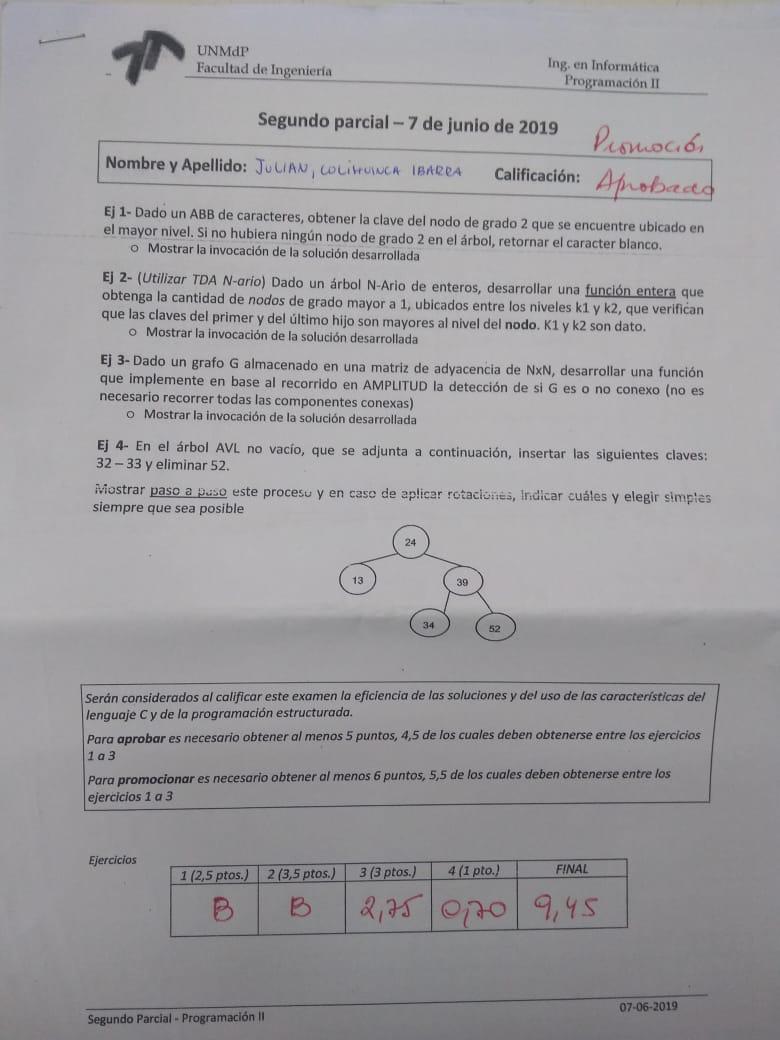 UNMdP
Facultad de Ingeniería
Ing. en Informática
Programación II
Segundo parcial – 7 de junio de 2019
Promoción
Nombre y Apellido: JULIAN, COLIHUINCA IBARRA
Calificación: Aprobado
Ej 1- Dado un ABB de caracteres, obtener la clave del nodo de grado 2 que se encuentre ubicado en
el mayor nivel. Si no hubiera ningún nodo de grado 2 en el árbol, retornar el caracter blanco.
o Mostrar la invocación de la solución desarrollada
Ej 2- (Utilizar TDA N-ario) Dado un árbol N-Ario de enteros, desarrollar una función entera que
obtenga la cantidad de nodos de grado mayor a 1, ubicados entre los niveles k1 y k2, que verifican
que las claves del primer y del último hijo son mayores al nivel del nodo. K1 y k2 son dato.
o Mostrar la invocación de la solución desarrollada
Ej 3- Dado un grafo G almacenado en una matriz de adyacencia de NxN, desarrollar una función
que implemente en base al recorrido en AMPLITUD la detección de si G es o no conexo (no es
necesario recorrer todas las componentes conexas)
o Mostrar la invocación de la solución desarrollada
Ej 4- En el árbol AVL no vacío, que se adjunta a continuación, insertar las siguientes claves:
32 – 33 y eliminar 52.
Mostrar paso a paso este proceso y en caso de aplicar rotaciones, indicar cuáles y elegir simples
siempre que sea posible
24
13
39
34
52
Serán considerados al calificar este examen la eficiencia de las soluciones y del uso de las características del
lenguaje C y de la programación estructurada.
Para aprobar es necesario obtener al menos 5 puntos, 4,5 de los cuales deben obtenerse entre los ejercicios
1 a 3
Para promocionar es necesario obtener al menos 6 puntos, 5,5 de los cuales deben obtenerse entre los
ejercicios 1 a 3
Ejercicios
1 (2,5 ptos.) 2 (3,5 ptos.) 3 (3 ptos.) 4 (1 pto.) FINAL
B B 2,75 0,70 9,45
Segundo Parcial - Programación II
07-06-2019